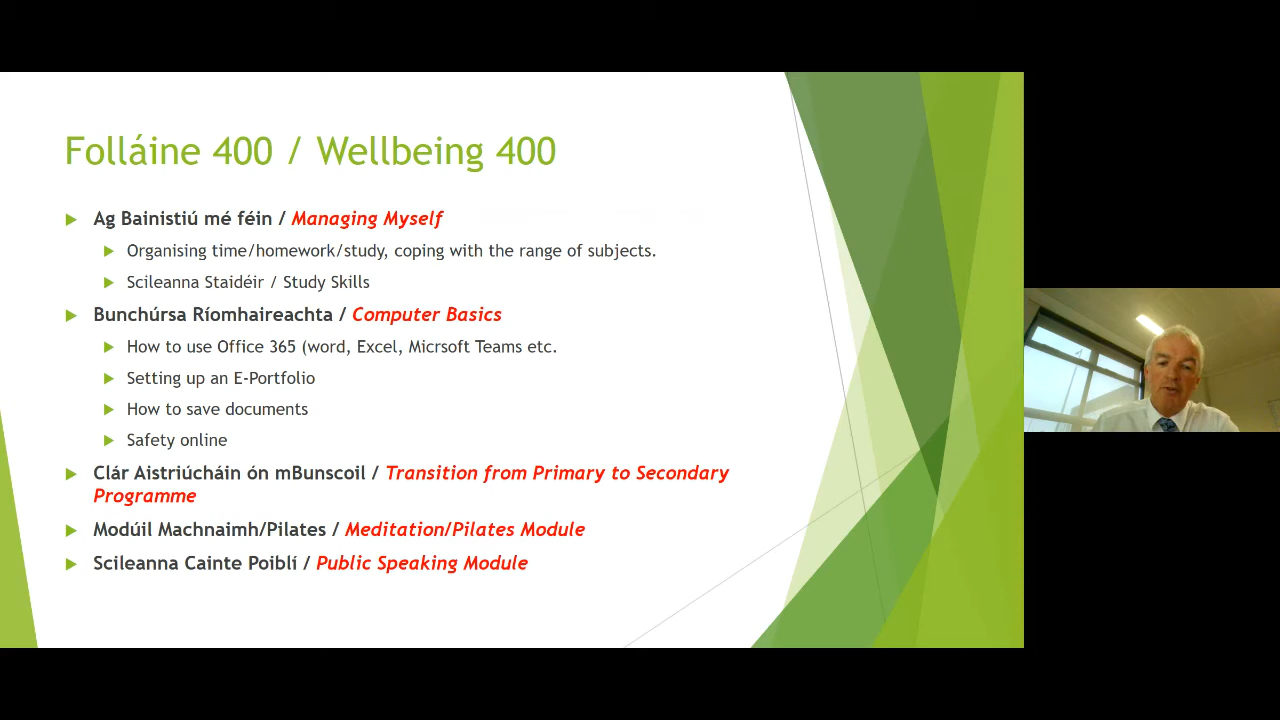 Folláine 400 / Wellbeing 400
Ag Bainistiú mé féin / Managing Myself
Organising time/homework/study, coping with the range of subjects.
Scileanna Staidéir / Study Skills
Bunchúrsa Ríomhaireachta / Computer Basics
How to use Office 365 (word, Excel, Micrsoft Teams etc.
Setting up an E-Portfolio
How to save documents
Safety online
Clár Aistriúcháin ón mBunscoil / Transition from Primary to Secondary
Programme
Modúil Machnaimh/Pilates / Meditation/Pilates Module
Scileanna Cainte Poiblí / Public Speaking Module